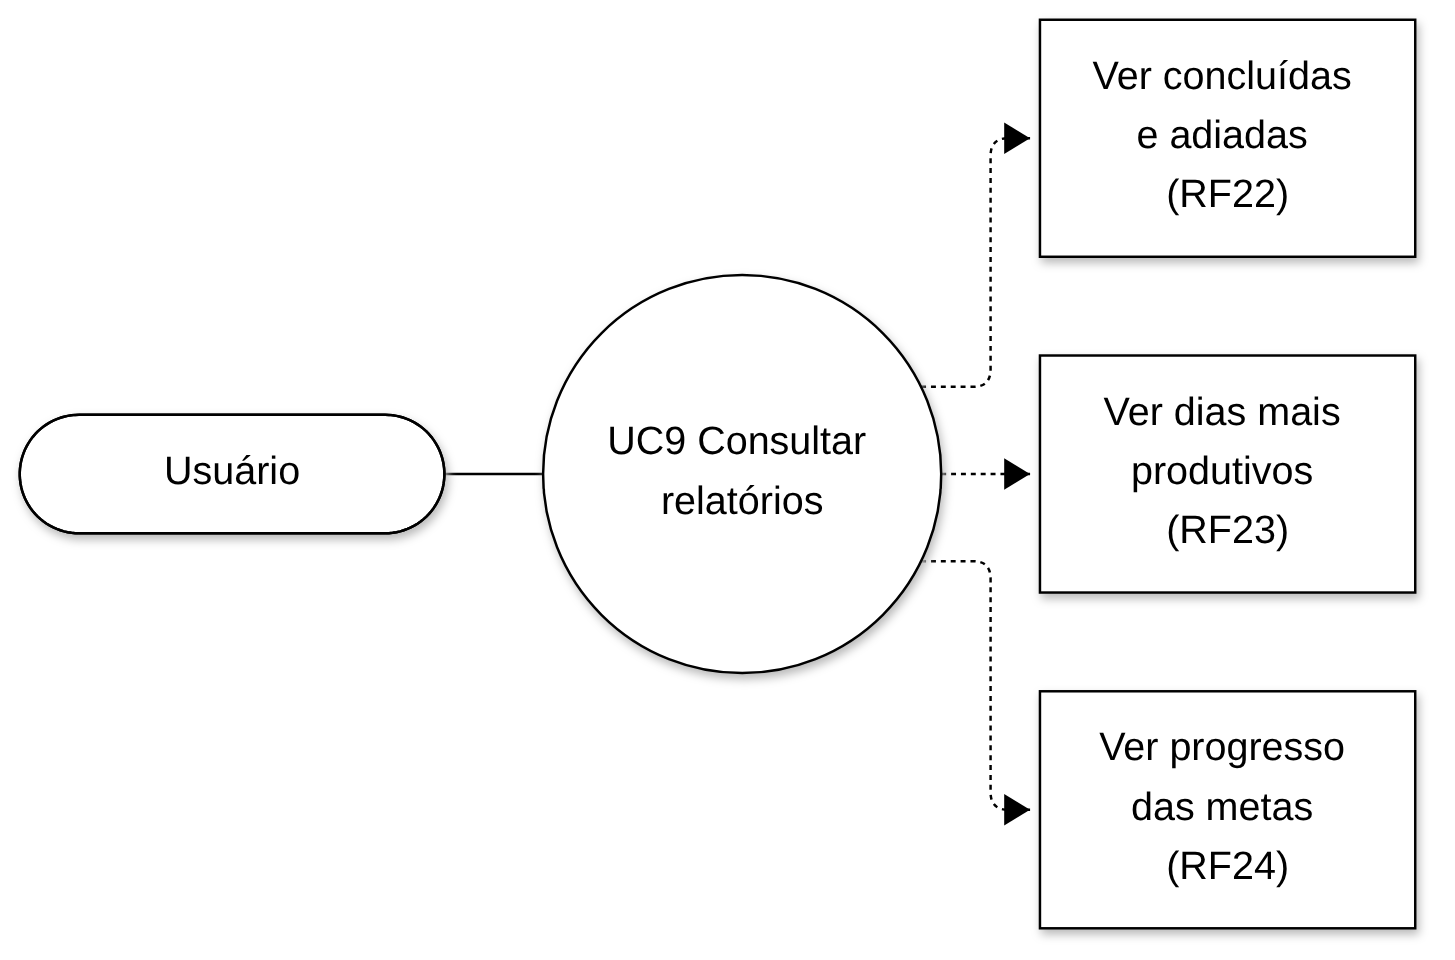 Ver concluídas
e adiadas
(RF22)
Usuário
UC9 Consultar
relatórios
Ver dias mais
produtivos
(RF23)
Ver progresso
das metas
(RF24)